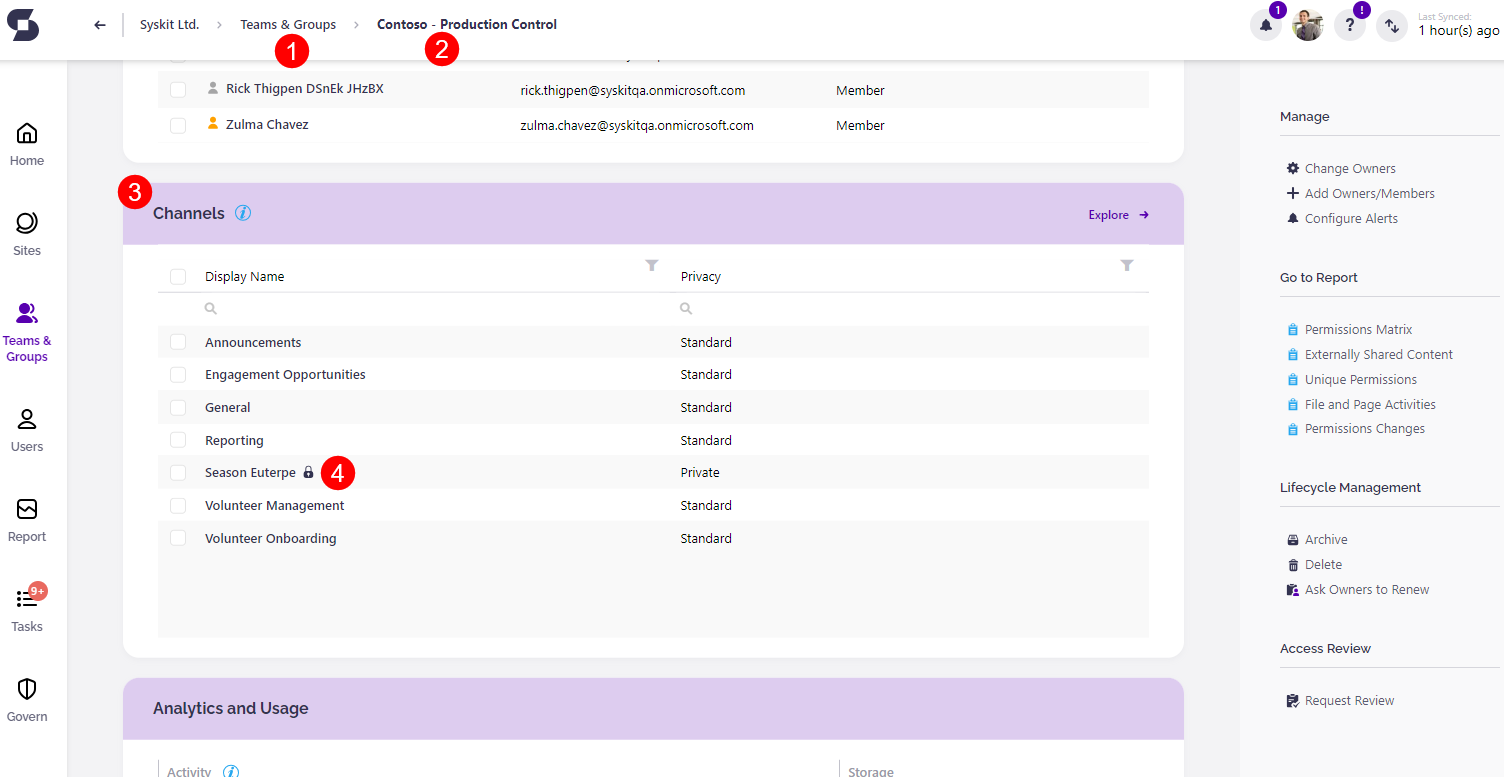 Syskit Ltd. > Teams & Groups > Contoso - Production Control
1
2
1
!
?
Last Synced:
1 hour(s) ago
Home
Sites
Teams &
Groups
Users
Report
9+
Tasks
Govern
Rick Thigpen DSnEk JHzBX rick.thigpen@syskitqa.onmicrosoft.com Member
Zulma Chavez zulma.chavez@syskitqa.onmicrosoft.com Member
3
Channels i Explore
Display Name Privacy
Announcements Standard
Engagement Opportunities Standard
General Standard
Reporting Standard
Season Euterpe 4 Private
Volunteer Management Standard
Volunteer Onboarding Standard
Analytics and Usage
Activity i Storage
Manage
Change Owners
Add Owners/Members
Configure Alerts
Go to Report
Permissions Matrix
Externally Shared Content
Unique Permissions
File and Page Activities
Permissions Changes
Lifecycle Management
Archive
Delete
Ask Owners to Renew
Access Review
Request Review